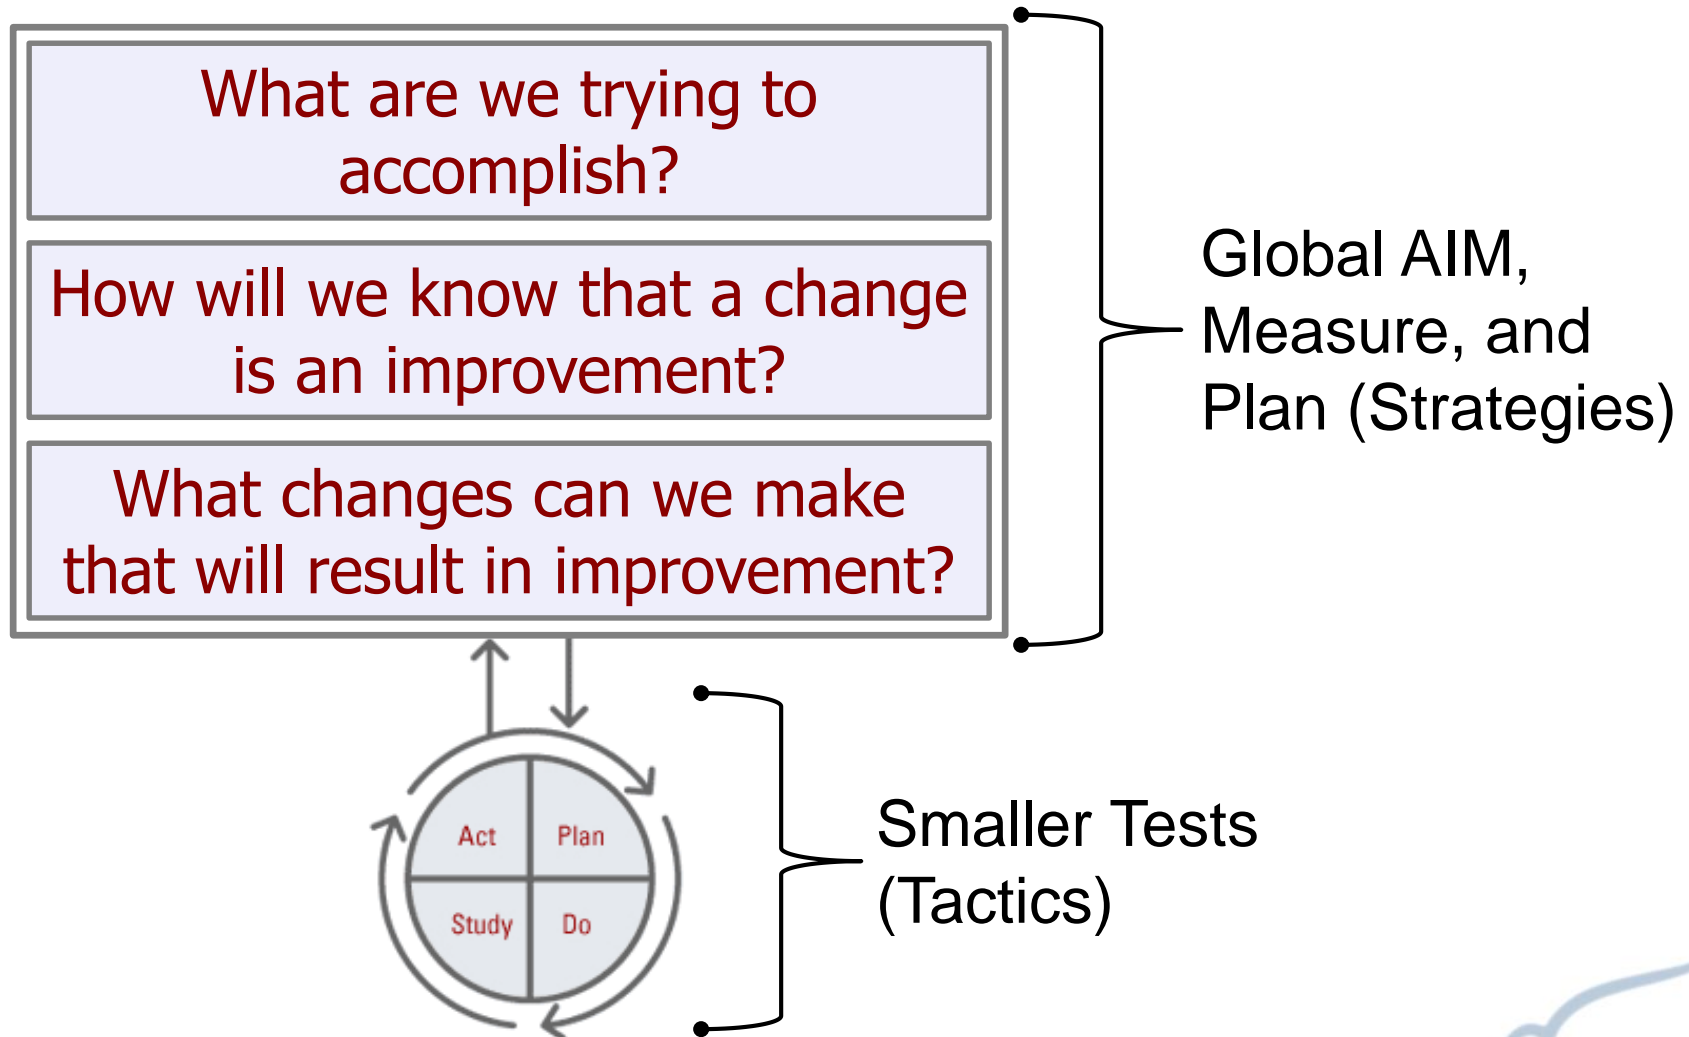 What are we trying to
accomplish?
How will we know that a change
is an improvement?
What changes can we make
that will result in improvement?
Global AIM,
Measure, and
Plan (Strategies)
Act
Plan
Study
Do
Smaller Tests
(Tactics)